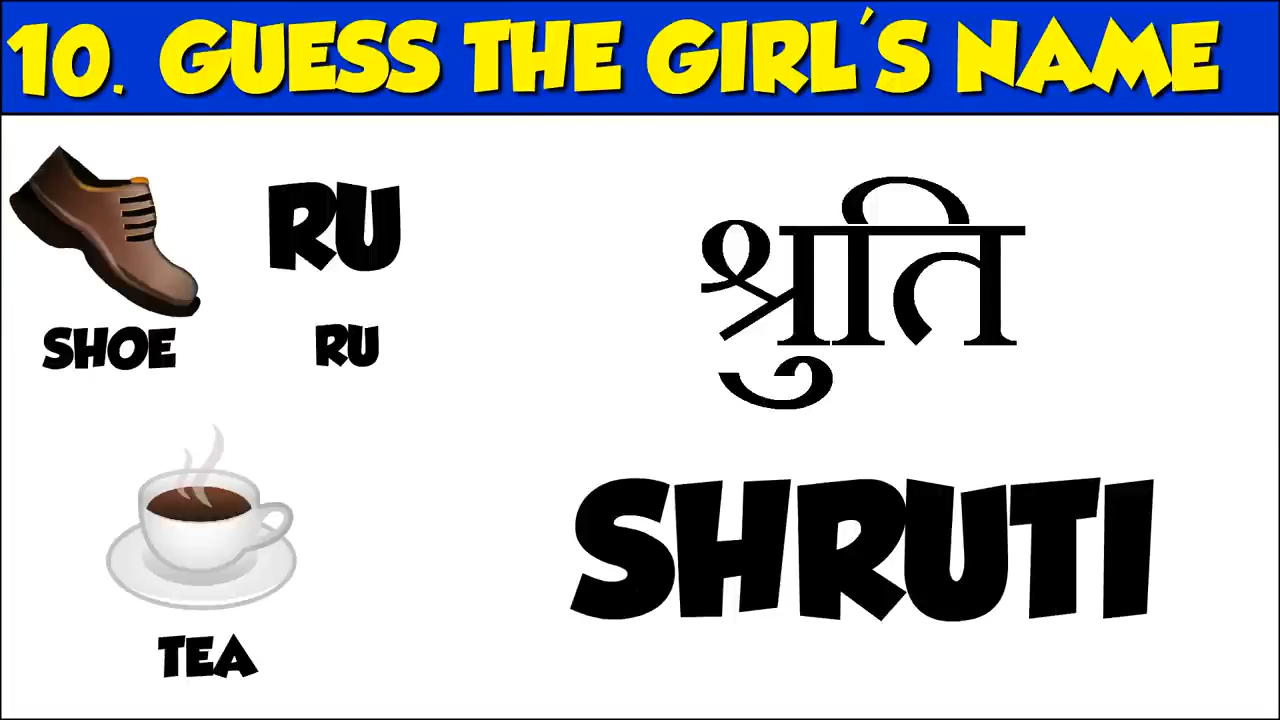 10. GUESS THE GIRL'S NAME
RU
SHOE RU
TEA
श्रुति
SHRUTI